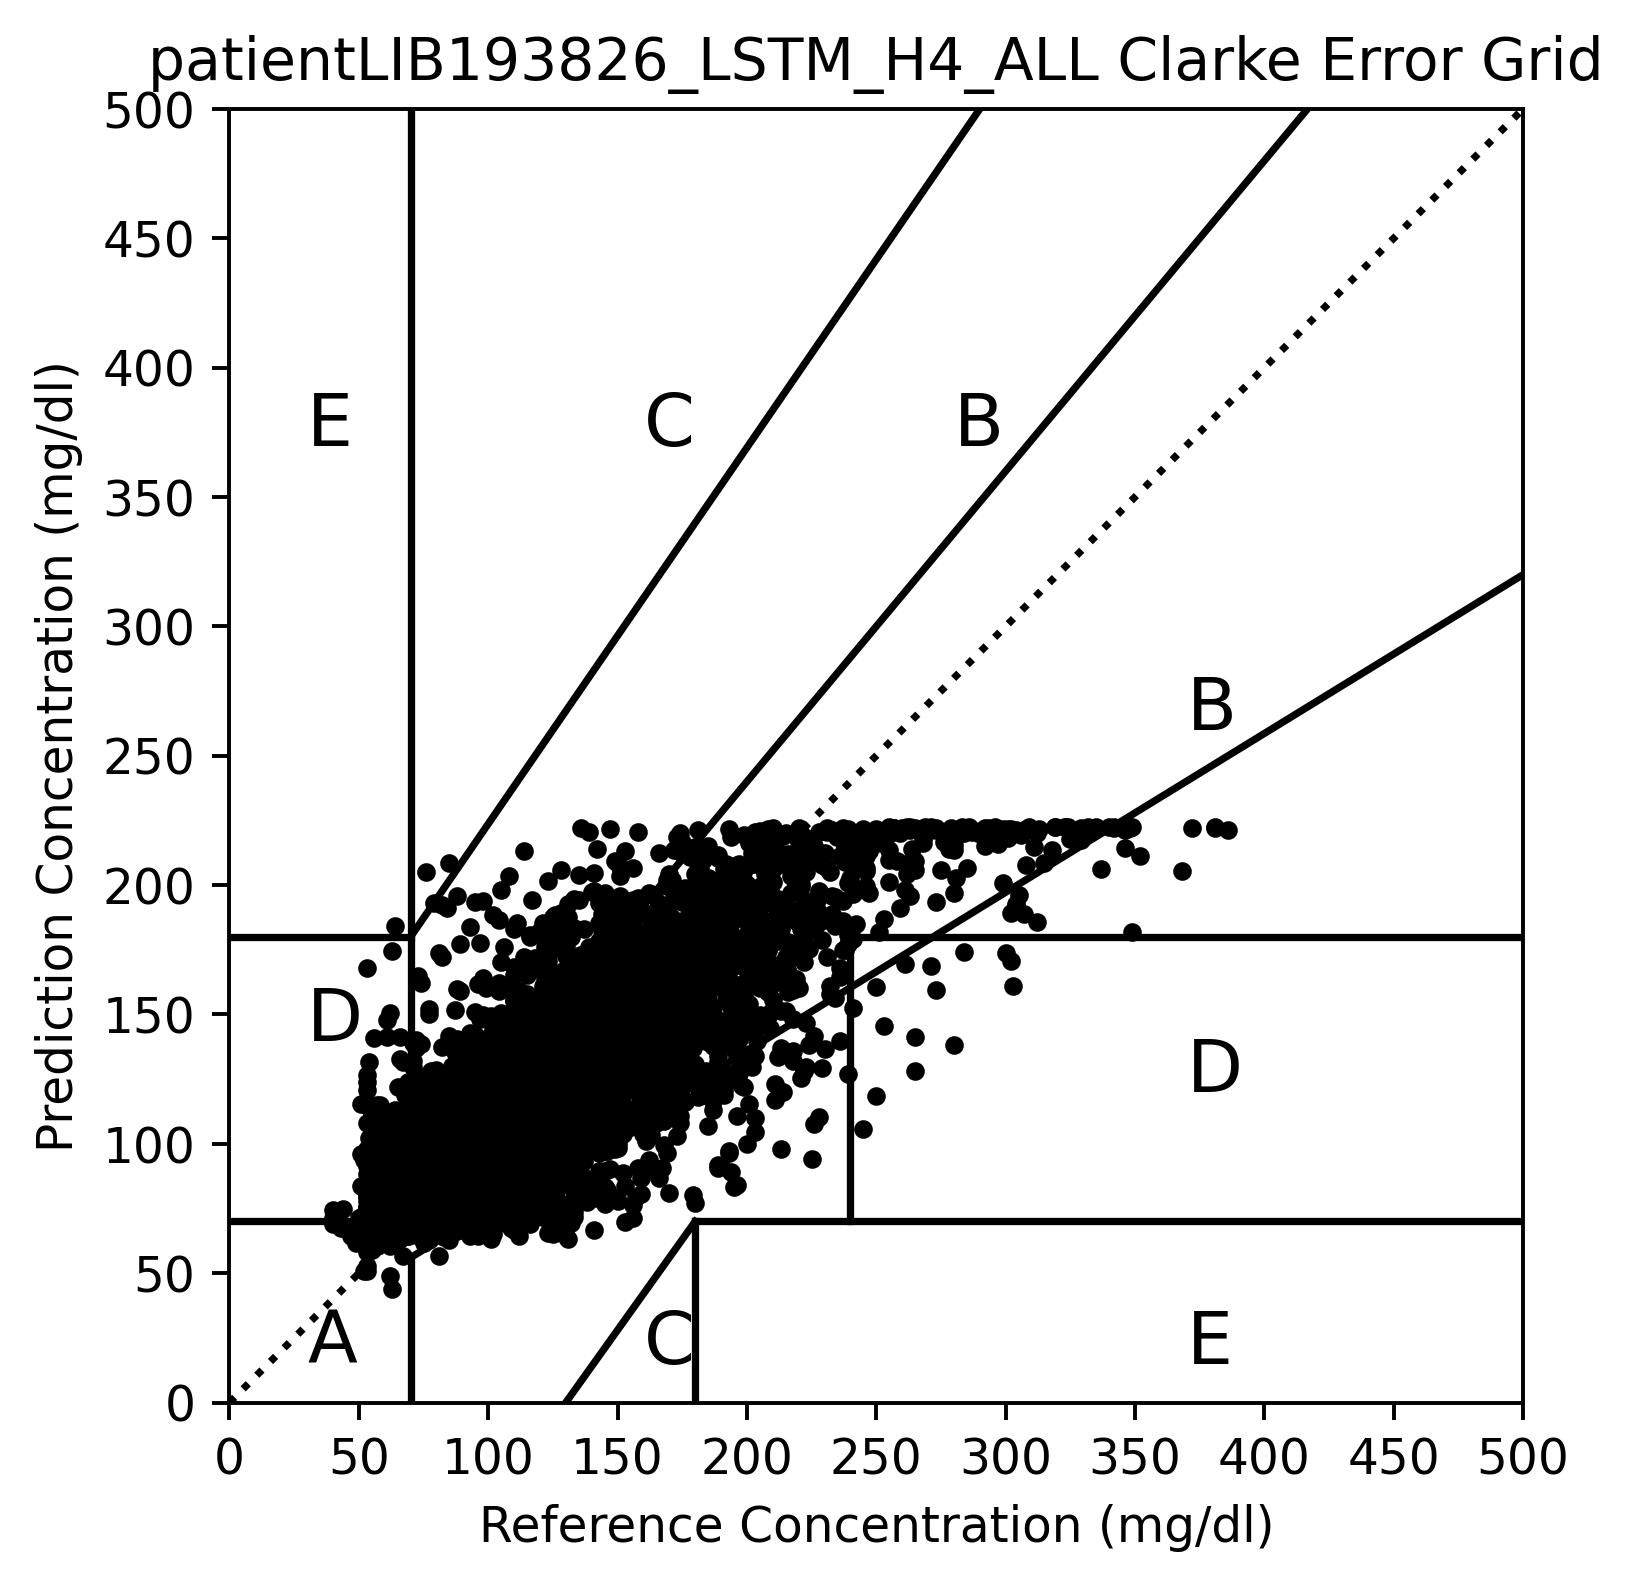 patientLIB193826_LSTM_H4_ALL Clarke Error Grid
500
450
400
350
300
250
200
150
100
50
0
Prediction Concentration (mg/dl)
E
C
B
B
D
D
A
C
E
0 50 100 150 200 250 300 350 400 450 500
Reference Concentration (mg/dl)